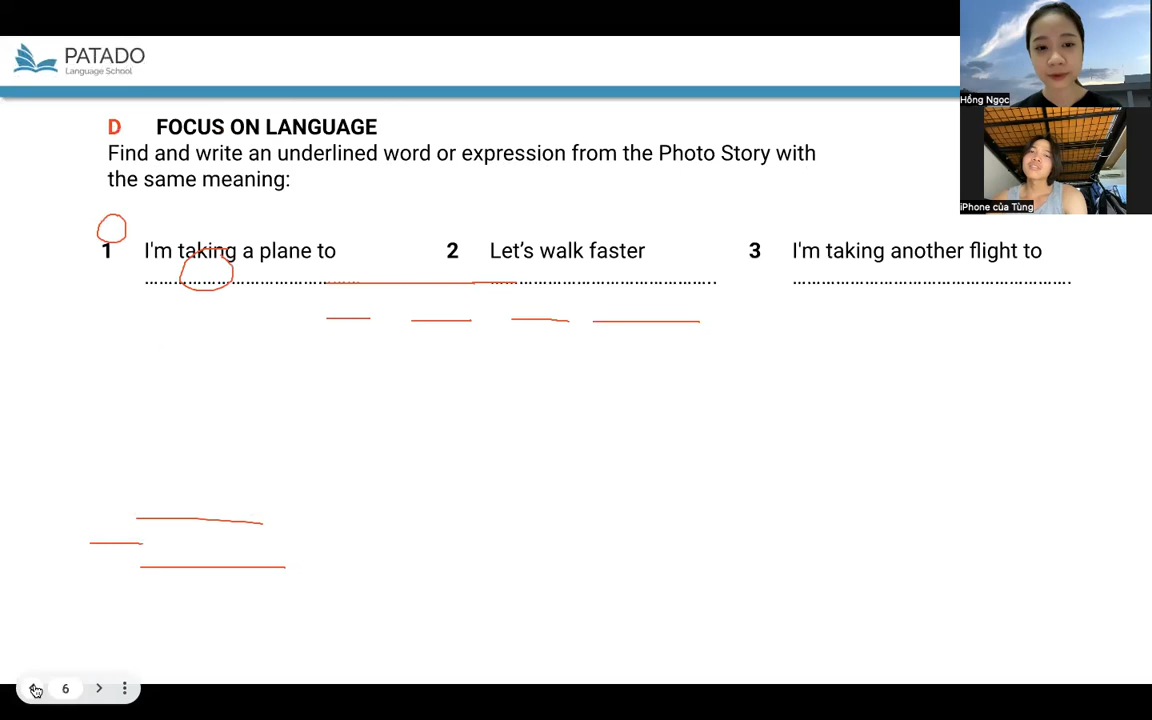 PATADO
Language School
D FOCUS ON LANGUAGE
Find and write an underlined word or expression from the Photo Story with
the same meaning:
1 I'm taking a plane to
2 Let's walk faster
3 I'm taking another flight to
Hồng Ngọc
iPhone của Tùng
6